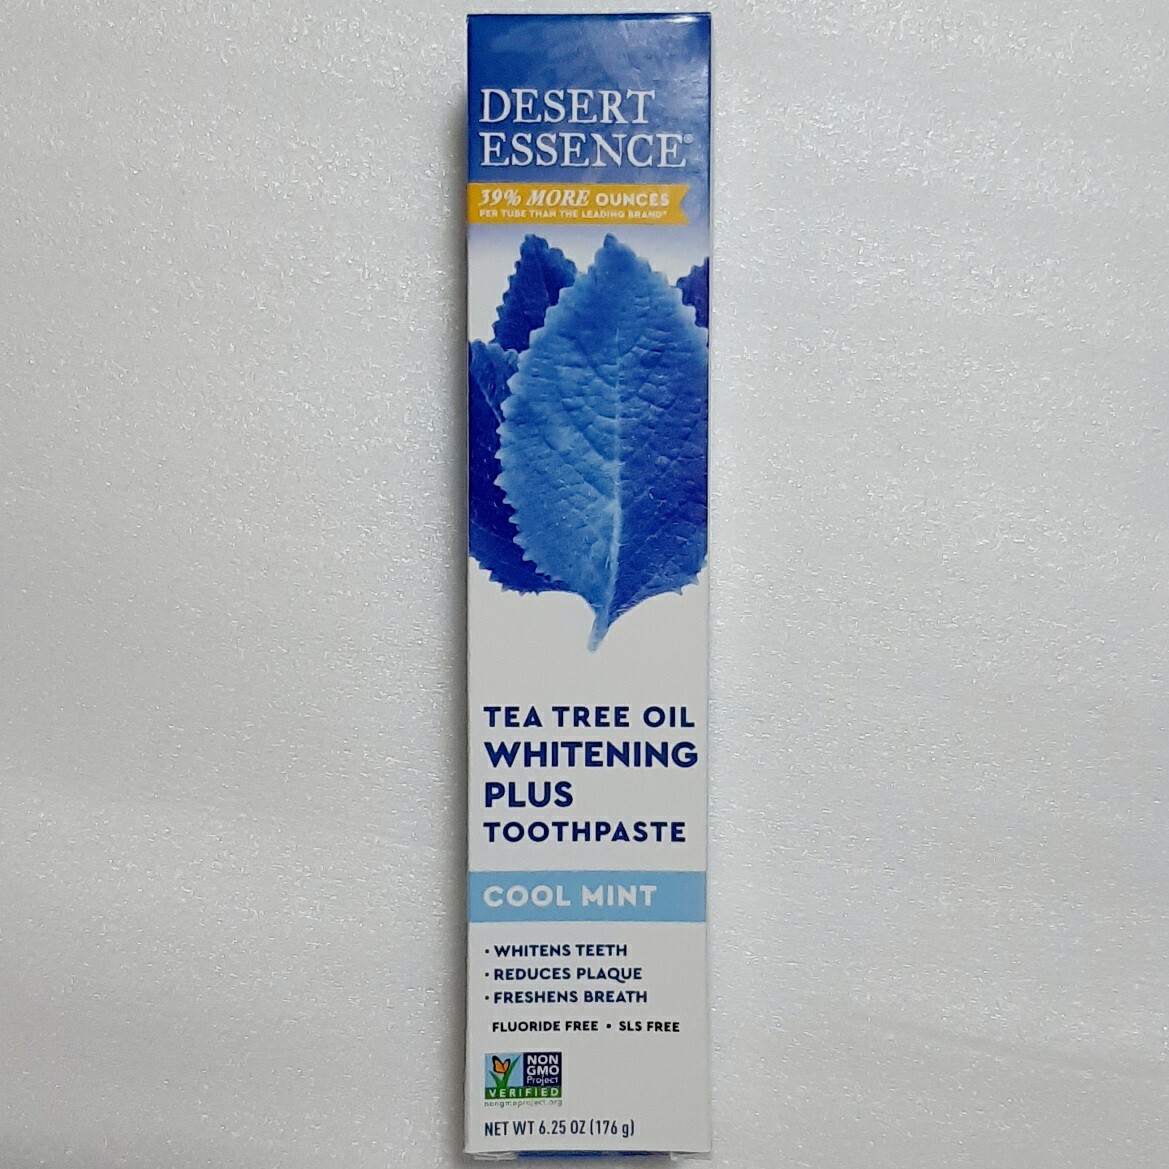 DESERT
ESSENCE®
39% MORE OUNCES
PER TUBE THAN THE LEADING BRAND*
TEA TREE OIL
WHITENING
PLUS
TOOTHPASTE
COOL MINT
• WHITENS TEETH
• REDUCES PLAQUE
• FRESHENS BREATH
FLUORIDE FREE • SLS FREE
NON
GMO
Project
VERIFIED
nongmoproject.org
NET WT 6.25 OZ (176 g)